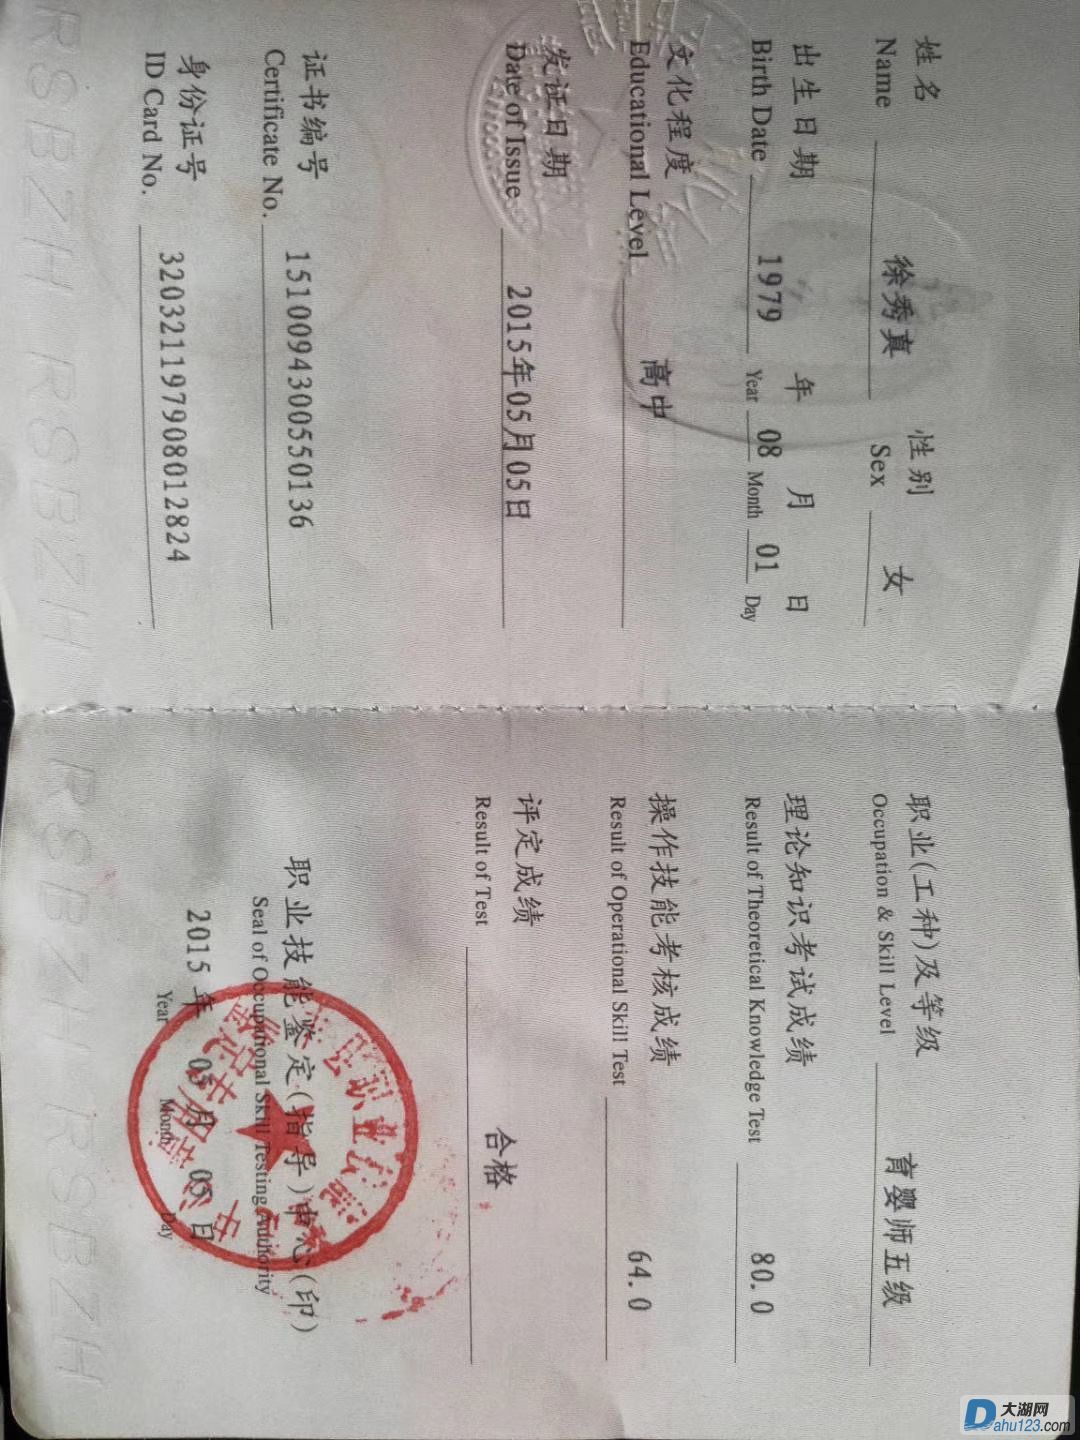 姓名 徐秀真 性别 女
Name Sex
出生日期 1979 年 08 月 01 日
Birth Date Year Month Day
文化程度 高中
Educational Level
发证日期 2015年05月05日
Date of Issue
证书编号 1510094300550136
Certificate No.
身份证号 320321197908012824
ID Card No.
职业(工种)及等级 育婴师五级
Occupation & Skill Level
理论知识考试成绩 80.0
Result of Theoretical Knowledge Test
操作技能考核成绩 64.0
Result of Operational Skill Test
评定成绩 合格
Result of Test
职业技能鉴定(指导)中心(印)
Seal of Occupational Skill Testing Authority
2015 年 05 月 05 日
Year Month Day
RSBZH RSBZH RSBZH RSBZH
大湖网
Dahu123.com